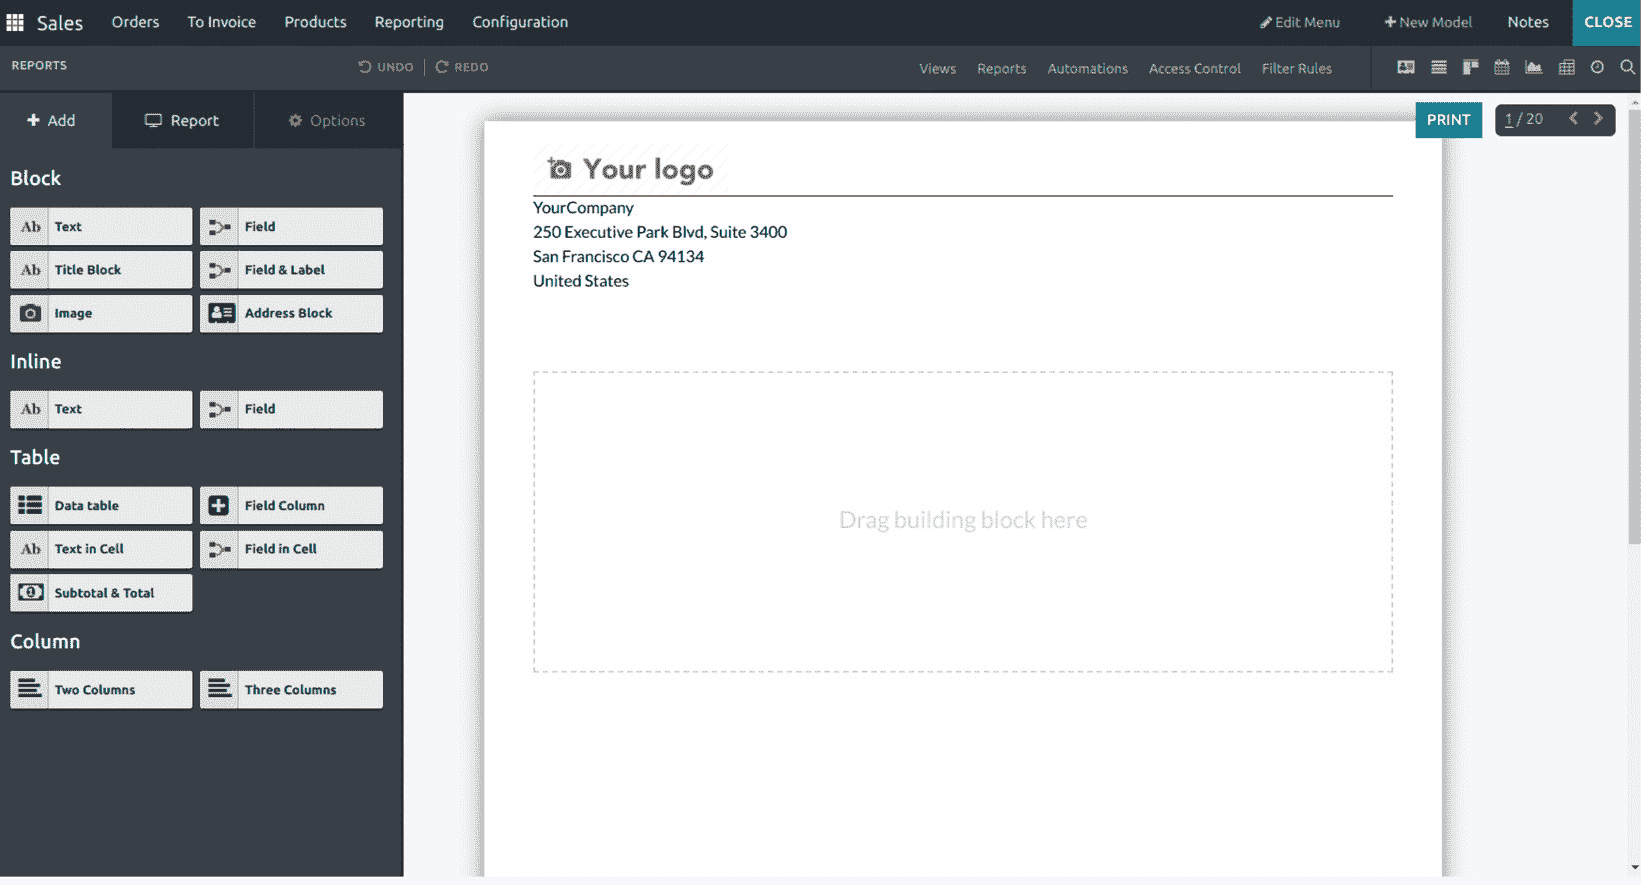 Sales Orders To Invoice Products Reporting Configuration Edit Menu New Model Notes CLOSE
REPORTS UNDO REDO Views Reports Automations Access Control Filter Rules
Add Report Options
PRINT 1 / 20
Block
Ab Text Field
Ab Title Block Field & Label
Image Address Block
Inline
Ab Text Field
Table
Data table Field Column
Ab Text in Cell Field in Cell
Subtotal & Total
Column
Two Columns Three Columns
Your logo
YourCompany
250 Executive Park Blvd, Suite 3400
San Francisco CA 94134
United States
Drag building block here